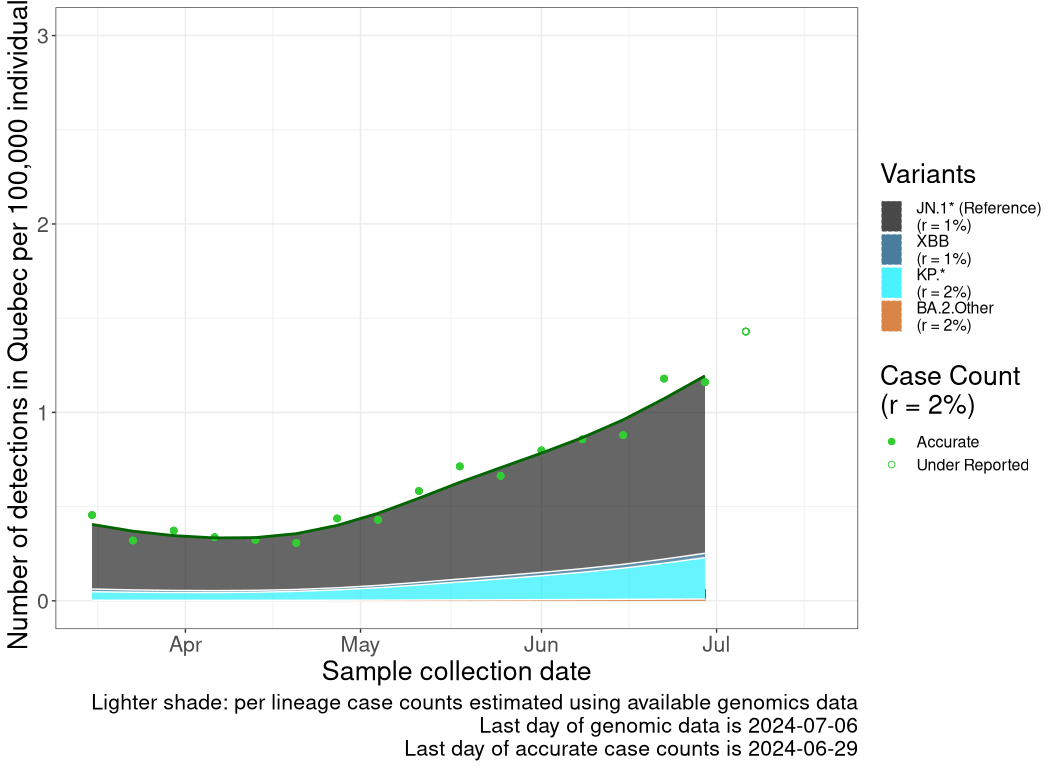 Number of detections in Quebec per 100,000 individual
3
2
1
0
Apr
May
Jun
Jul
Sample collection date
Lighter shade: per lineage case counts estimated using available genomics data
Last day of genomic data is 2024-07-06
Last day of accurate case counts is 2024-06-29
Variants
JN.1* (Reference)
(r = 1%)
XBB
(r = 1%)
KP.*
(r = 2%)
BA.2.Other
(r = 2%)
Case Count
(r = 2%)
Accurate
Under Reported